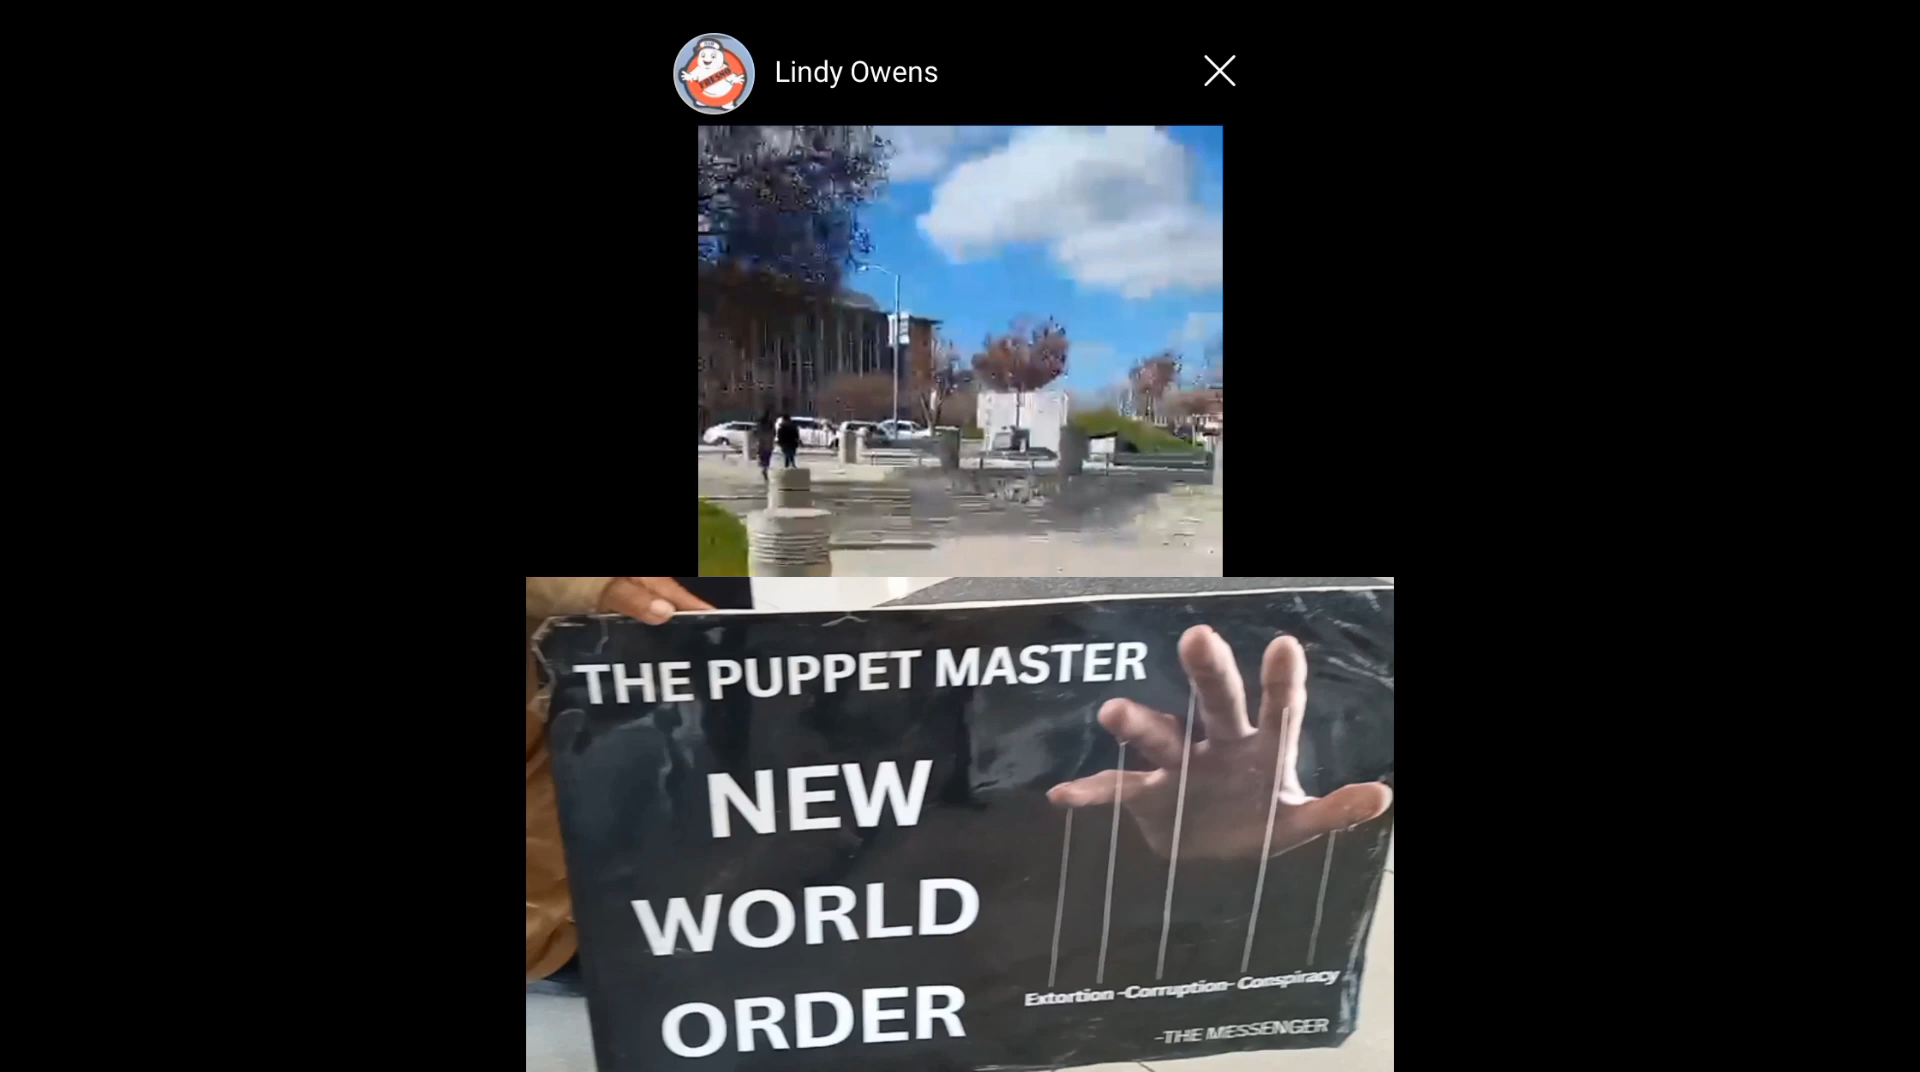 Lindy Owens
THE PUPPET MASTER
NEW
WORLD
ORDER
Extortion -Corruption- Conspiracy
-THE MESSENGER